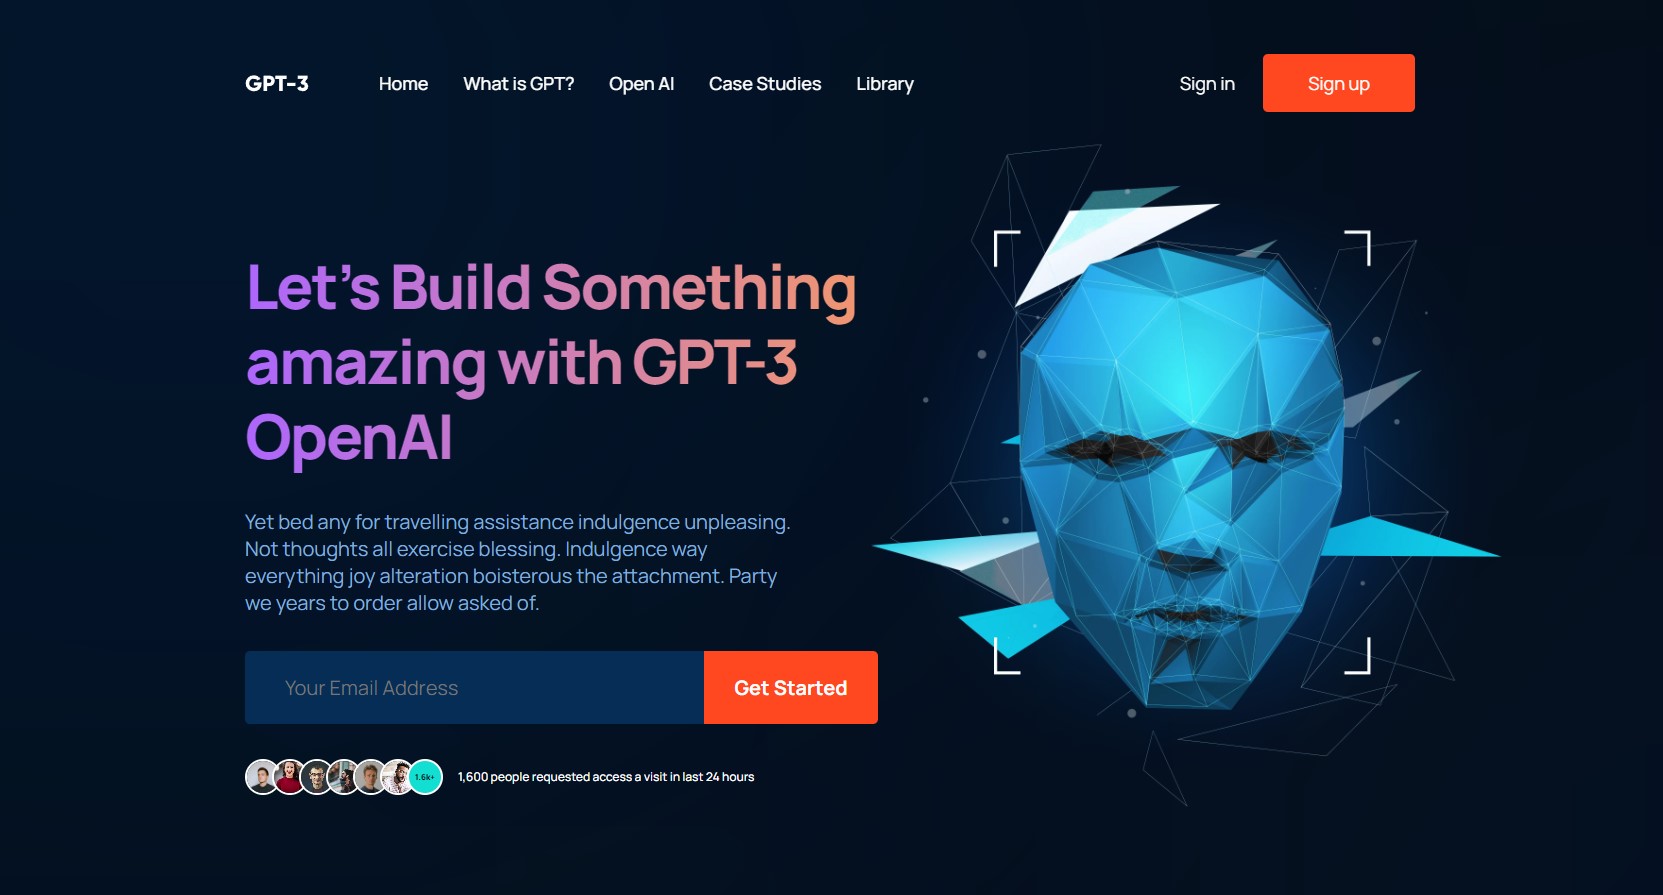 GPT-3
Home
What is GPT?
Open AI
Case Studies
Library
Sign in
Sign up
Let’s Build Something
amazing with GPT-3
OpenAI
Yet bed any for travelling assistance indulgence unpleasing.
Not thoughts all exercise blessing. Indulgence way
everything joy alteration boisterous the attachment. Party
we years to order allow asked of.
Your Email Address
Get Started
1.6k+
1,600 people requested access a visit in last 24 hours